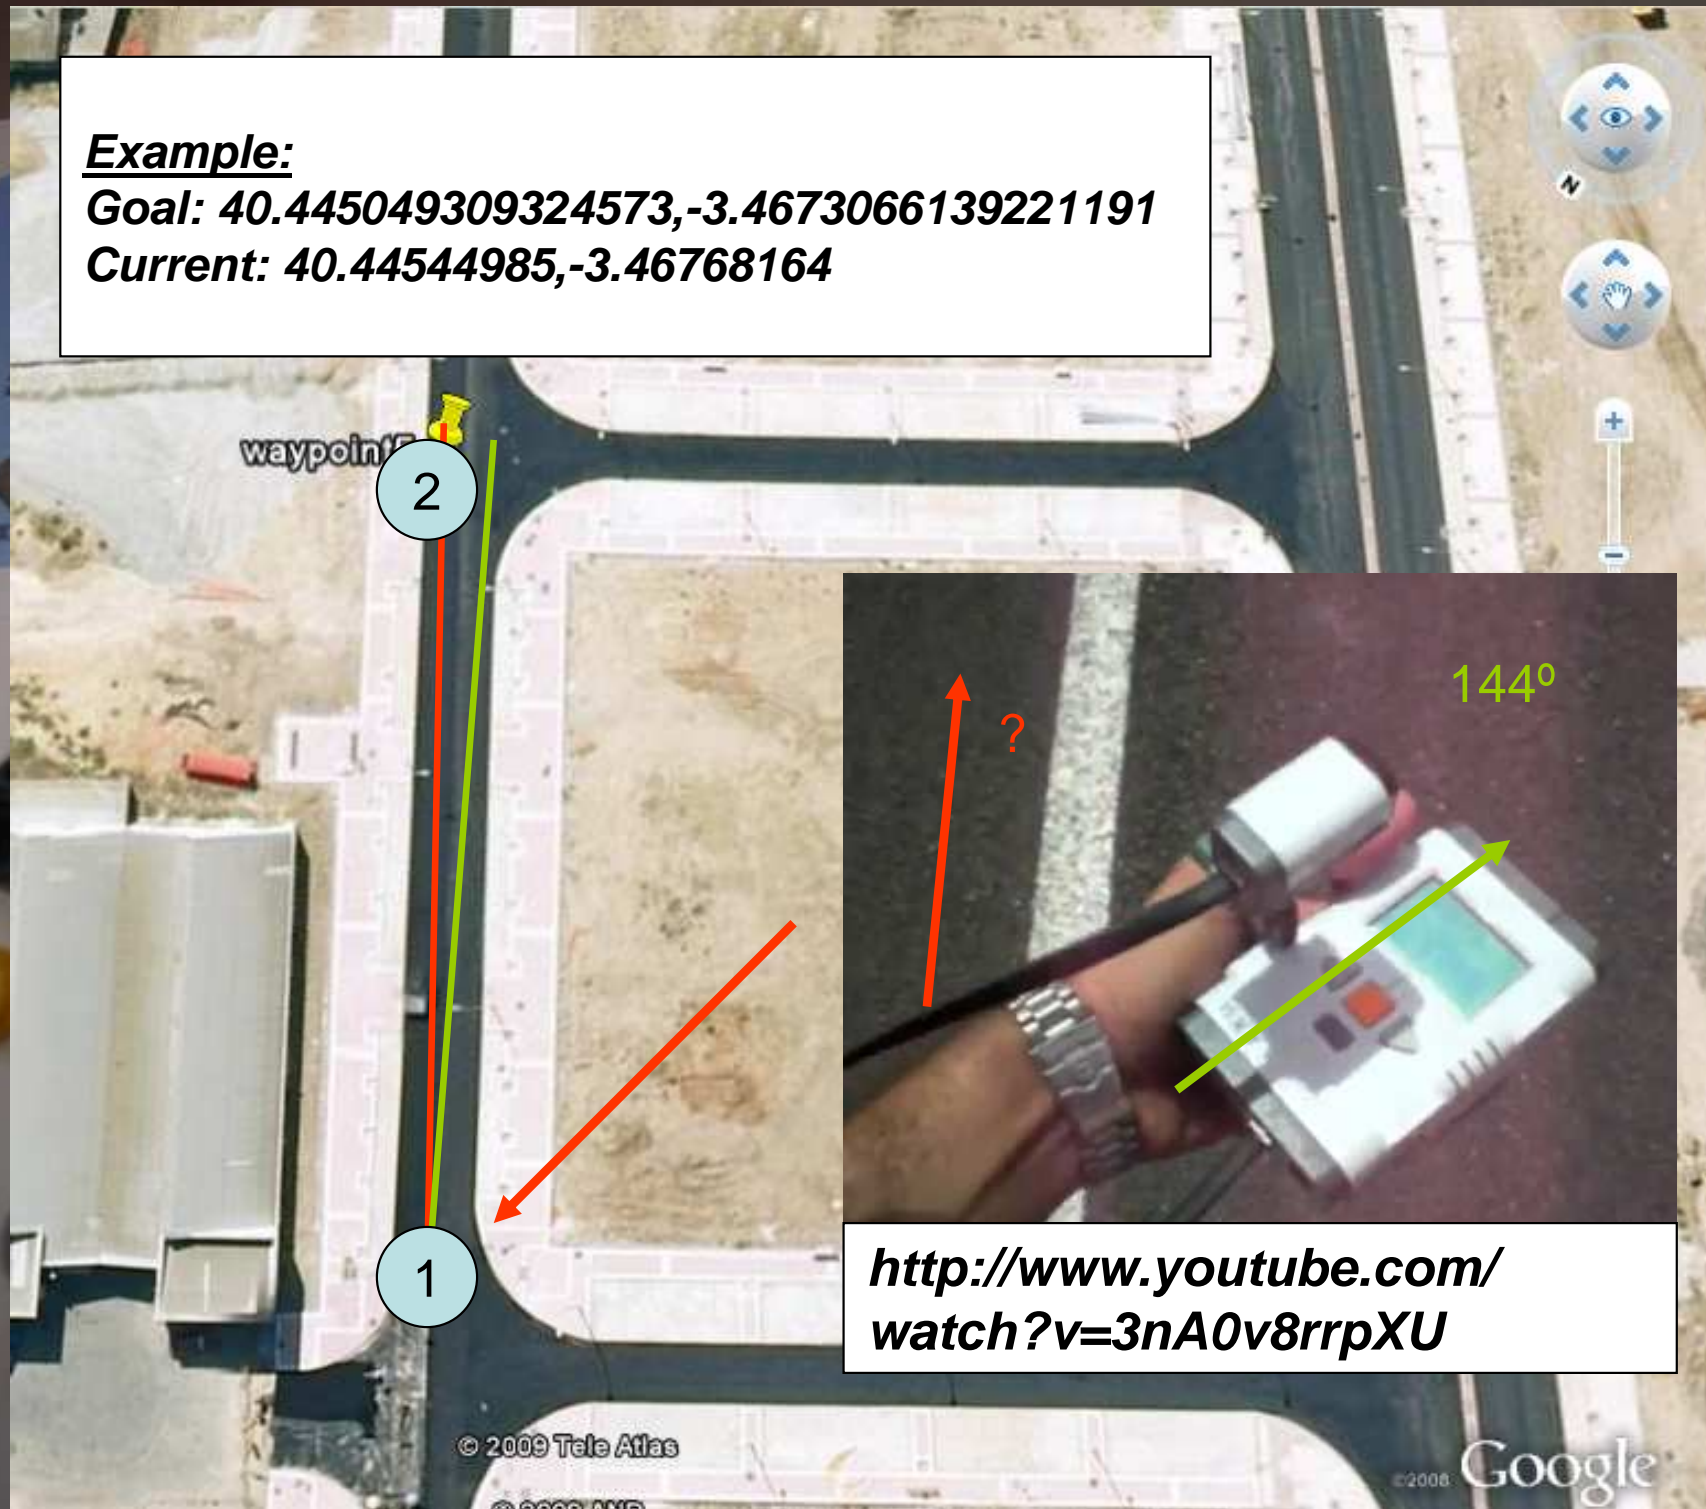 Example:
Goal: 40.445049309324573,-3.4673066139221191
Current: 40.44544985,-3.46768164
N
waypoint
2
144º
?
http://www.youtube.com/
watch?v=3nA0v8rrpXU
1
© 2009 Tele Atlas
©2008 Google